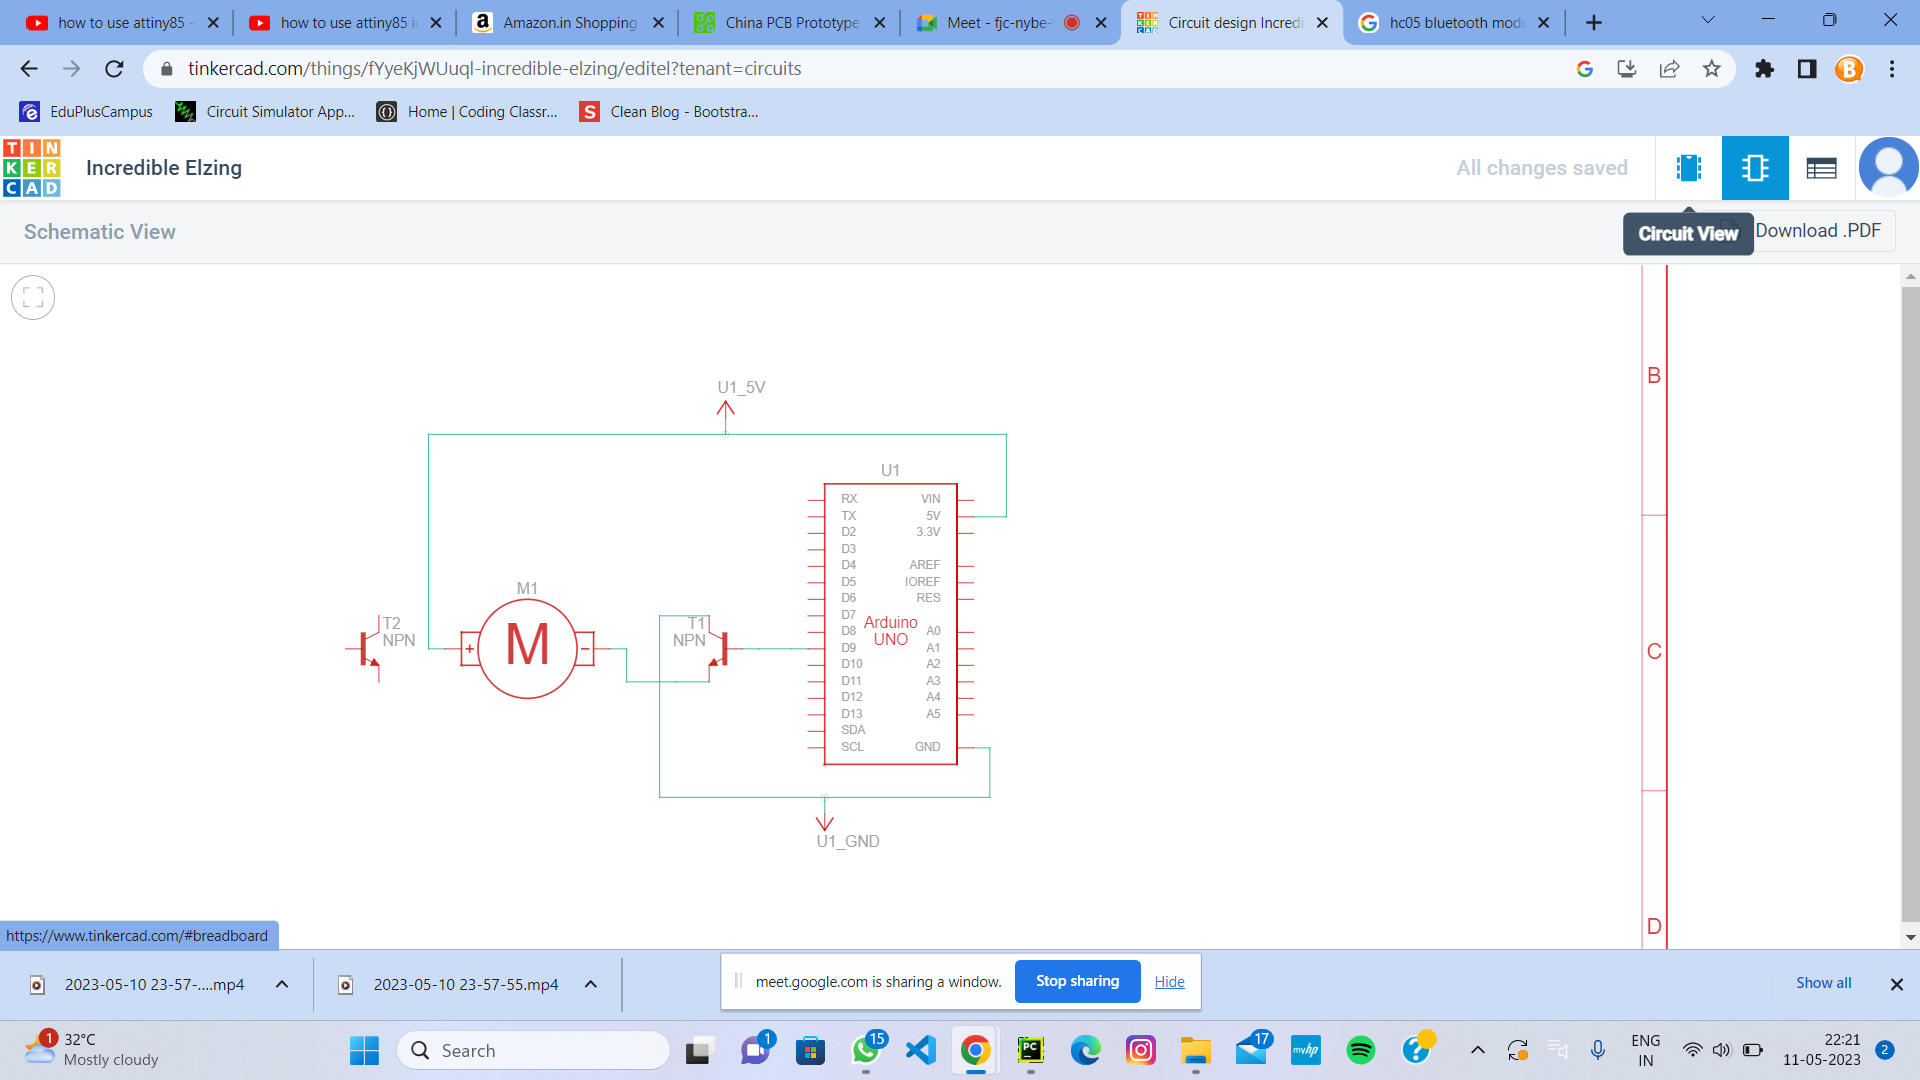 how to use attiny85 -
how to use attiny85 ic
Amazon.in Shopping
China PCB Prototype
Meet - fjc-nybe-
Circuit design Incredi
hc05 bluetooth modu
tinkercad.com/things/fYyeKjWUuql-incredible-elzing/editel?tenant=circuits
B
EduPlusCampus
Circuit Simulator App...
Home | Coding Classr...
Clean Blog - Bootstra...
TIN
KER
CAD
Incredible Elzing
All changes saved
Schematic View
Circuit View
Download .PDF
B
C
D
U1_5V
U1
RX VIN
TX 5V
D2 3.3V
D3
D4 AREF
D5 IOREF
D6 RES
D7
D8 A0
D9 A1
D10 A2
D11 A3
D12 A4
D13 A5
SDA
SCL GND
Arduino
UNO
M1
M
+
-
T2
NPN
T1
NPN
U1_GND
https://www.tinkercad.com/#breadboard
2023-05-10 23-57-....mp4
2023-05-10 23-57-55.mp4
meet.google.com is sharing a window.
Stop sharing
Hide
Show all
1
32°C
Mostly cloudy
Search
1
15
PC
17
myhp
ENG
IN
22:21
11-05-2023
2